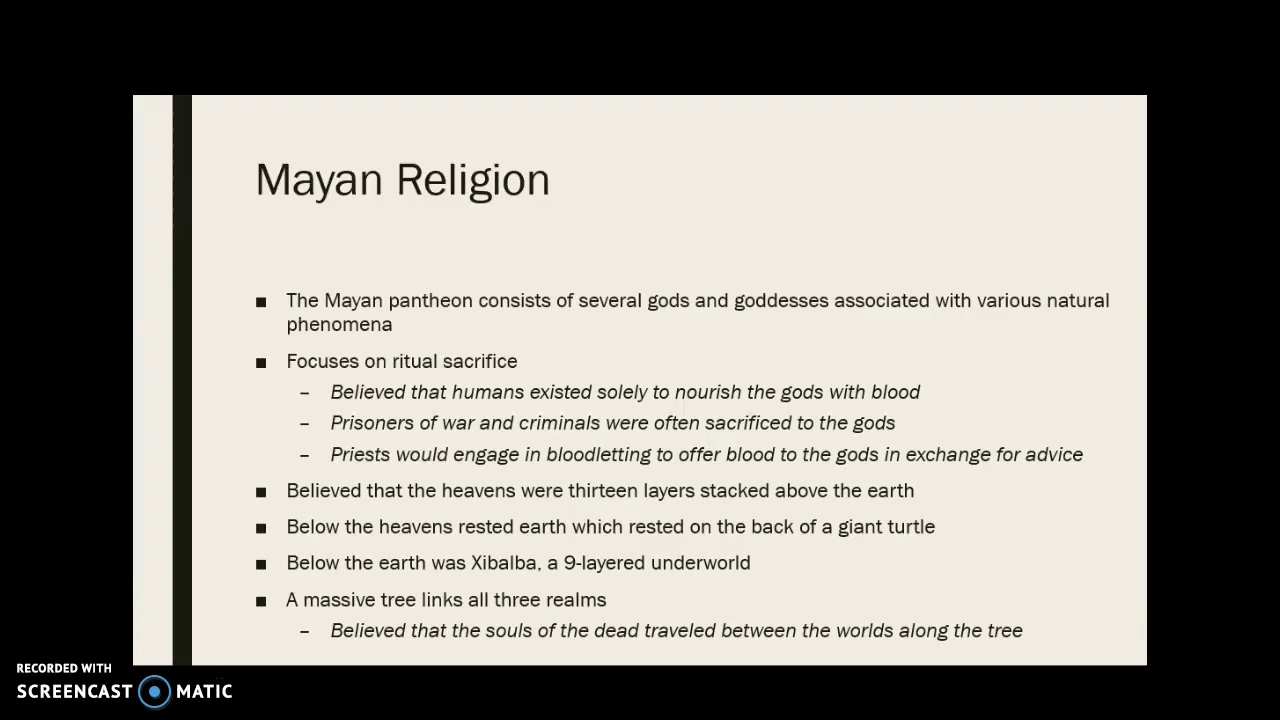 Mayan Religion
■ The Mayan pantheon consists of several gods and goddesses associated with various natural
phenomena
■ Focuses on ritual sacrifice
– Believed that humans existed solely to nourish the gods with blood
– Prisoners of war and criminals were often sacrificed to the gods
– Priests would engage in bloodletting to offer blood to the gods in exchange for advice
■ Believed that the heavens were thirteen layers stacked above the earth
■ Below the heavens rested earth which rested on the back of a giant turtle
■ Below the earth was Xibalba, a 9-layered underworld
■ A massive tree links all three realms
– Believed that the souls of the dead traveled between the worlds along the tree
RECORDED WITH
SCREENCAST MATIC